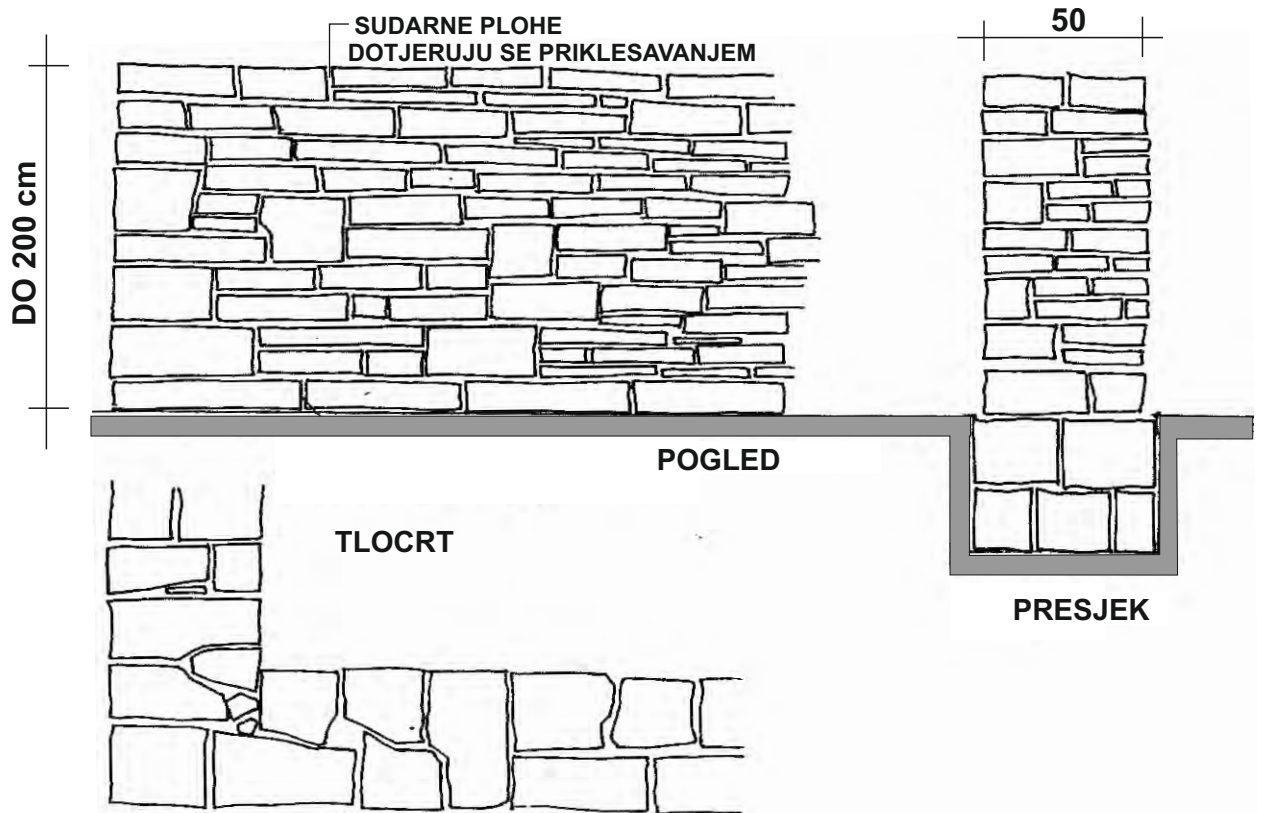 SUDARNE PLOHE
DOTJERUJU SE PRIKLESAVANJEM
50
DO 200 cm
POGLED
TLOCRT
PRESJEK